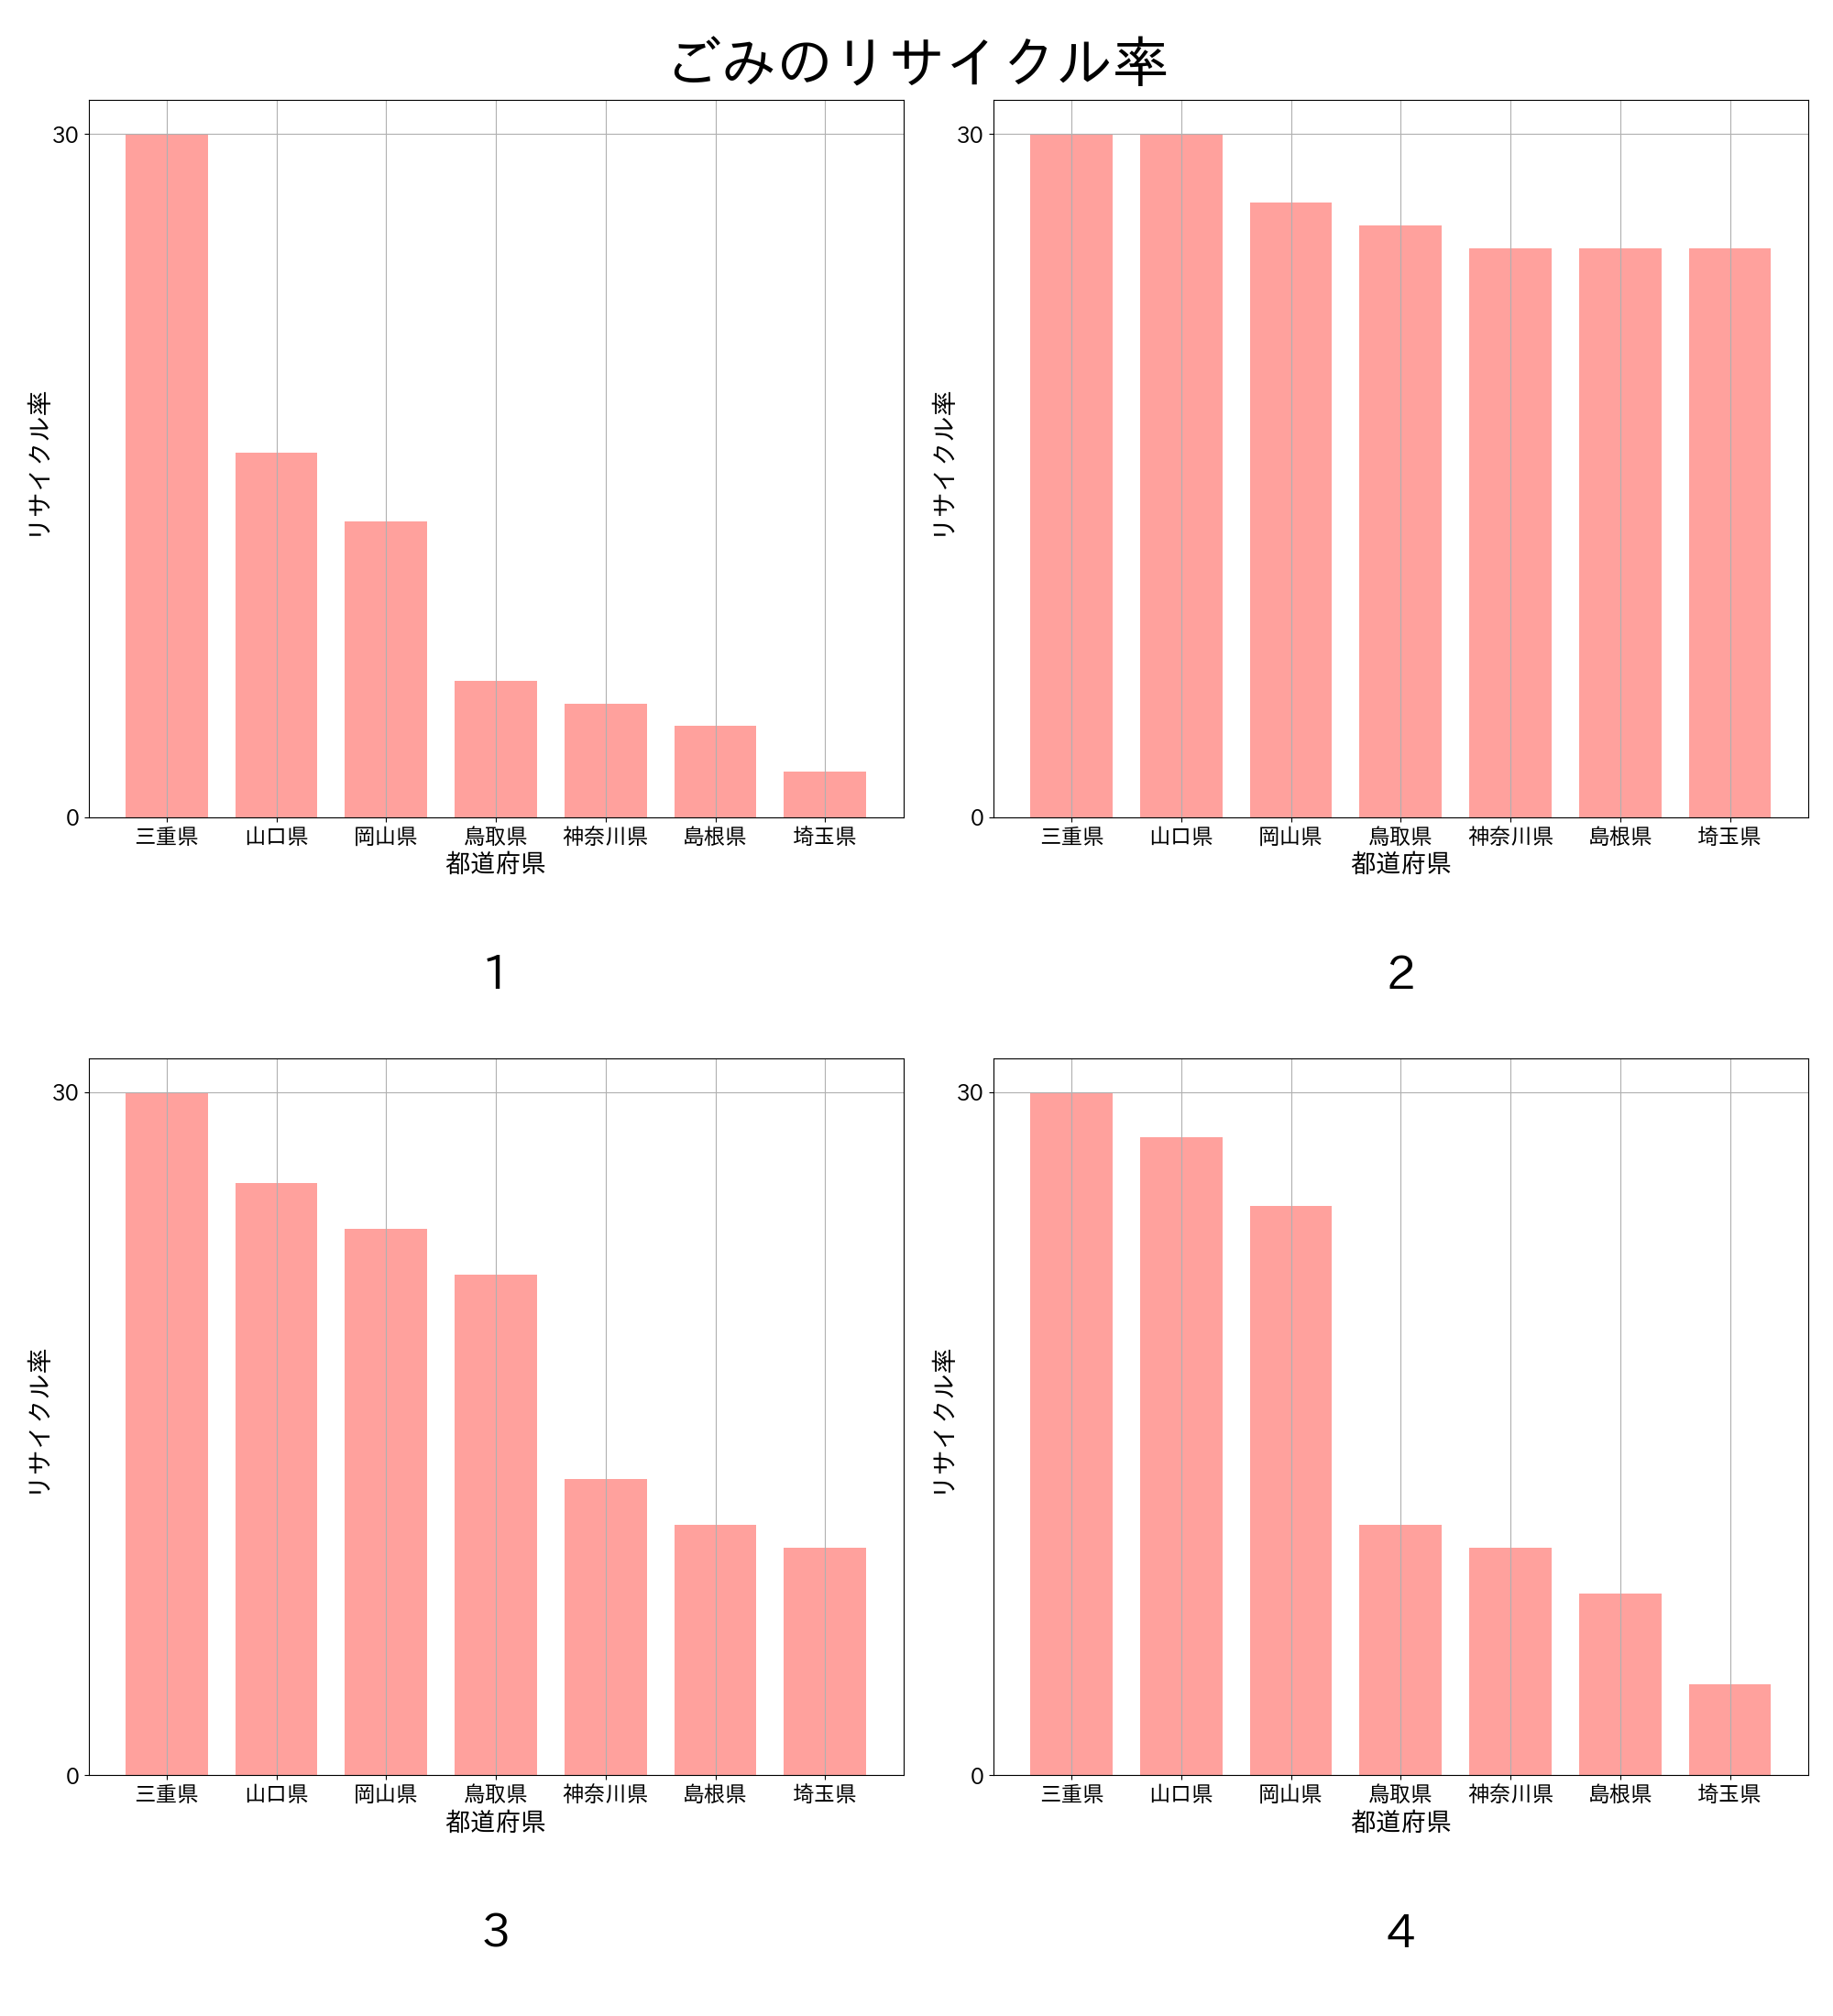 ごみのリサイクル率
30
0
リサイクル率
三重県 山口県 岡山県 鳥取県 神奈川県 島根県 埼玉県
都道府県
1
30
0
リサイクル率
三重県 山口県 岡山県 鳥取県 神奈川県 島根県 埼玉県
都道府県
2
30
0
リサイクル率
三重県 山口県 岡山県 鳥取県 神奈川県 島根県 埼玉県
都道府県
3
30
0
リサイクル率
三重県 山口県 岡山県 鳥取県 神奈川県 島根県 埼玉県
都道府県
4